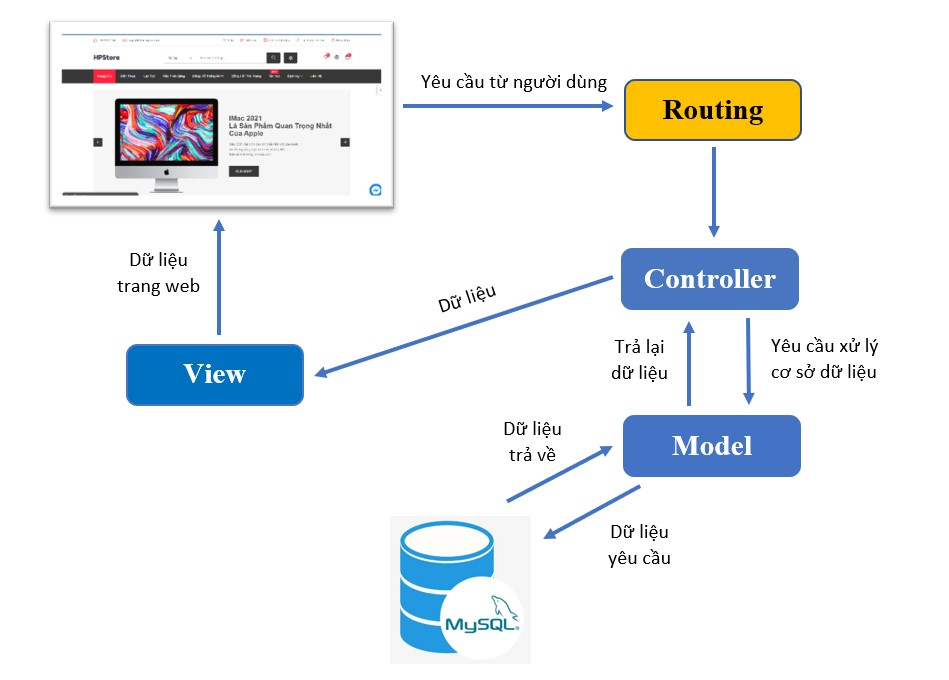 HPStore
IMac 2021
Là Sản Phẩm Quan Trọng Nhất
Của Apple
Yêu cầu từ người dùng
Routing
Dữ liệu
trang web
Dữ liệu
Controller
View
Trả lại
dữ liệu
Yêu cầu xử lý
cơ sở dữ liệu
Dữ liệu
trả về
Model
Dữ liệu
yêu cầu
MySQL